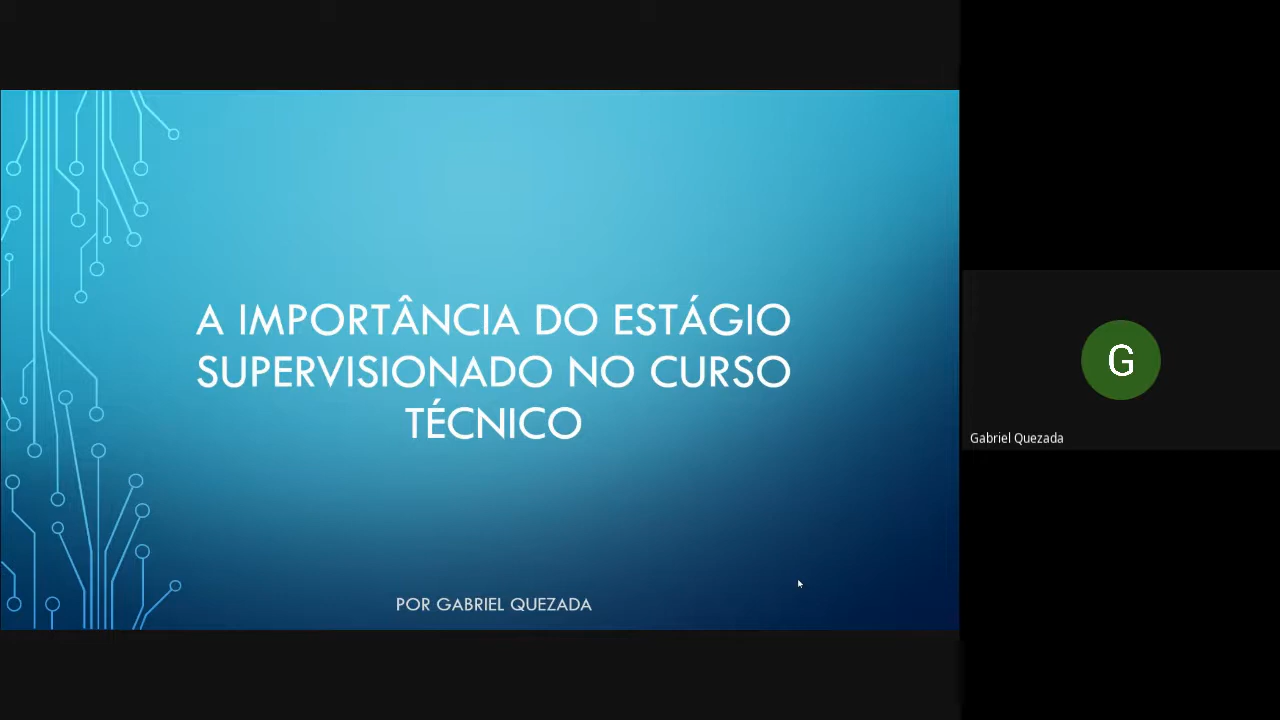 A IMPORTÂNCIA DO ESTÁGIO
SUPERVISIONADO NO CURSO
TÉCNICO
POR GABRIEL QUEZADA
G
Gabriel Quezada